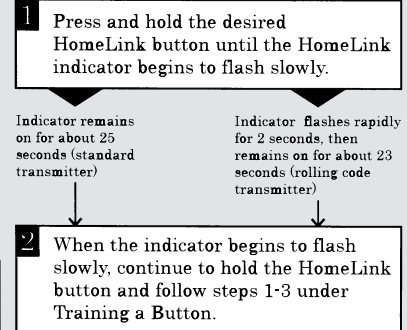 1
Press and hold the desired
HomeLink button until the HomeLink
indicator begins to flash slowly.
Indicator remains
on for about 25
seconds (standard
transmitter)
Indicator flashes rapidly
for 2 seconds, then
remains on for about 23
seconds (rolling code
transmitter)
2
When the indicator begins to flash
slowly, continue to hold the HomeLink
button and follow steps 1-3 under
Training a Button.